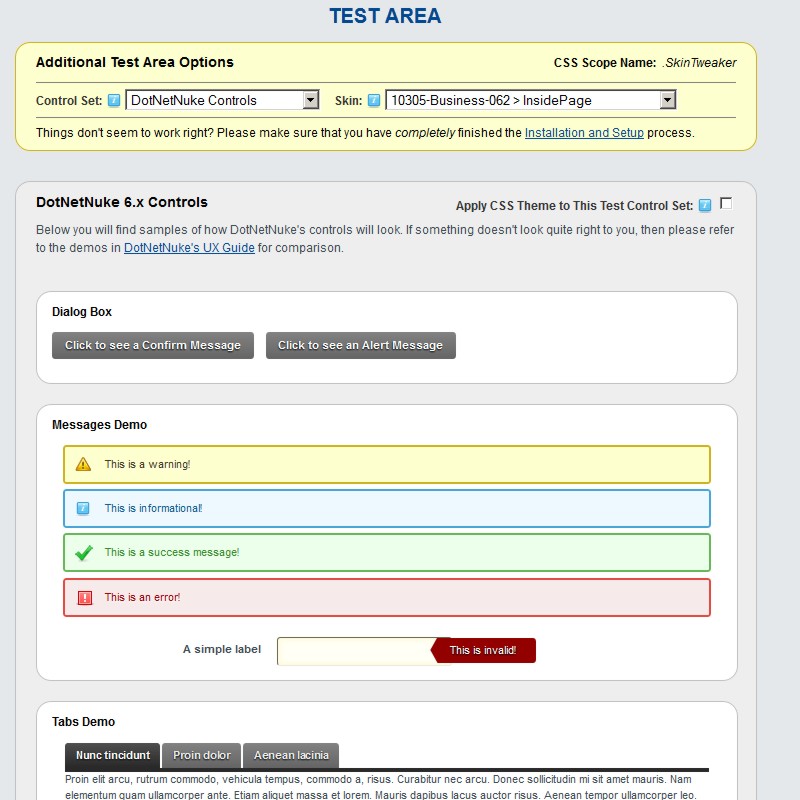 TEST AREA
Additional Test Area Options CSS Scope Name: .SkinTweaker
Control Set: DotNetNuke Controls Skin: 10305-Business-062 > InsidePage
Things don't seem to work right? Please make sure that you have completely finished the Installation and Setup process.
DotNetNuke 6.x Controls
Apply CSS Theme to This Test Control Set:
Below you will find samples of how DotNetNuke's controls will look. If something doesn't look quite right to you, then please refer
to the demos in DotNetNuke's UX Guide for comparison.
Dialog Box
Click to see a Confirm Message Click to see an Alert Message
Messages Demo
This is a warning!
This is informational!
This is a success message!
This is an error!
A simple label This is invalid!
Tabs Demo
Nunc tincidunt Proin dolor Aenean lacinia
Proin elit arcu, rutrum commodo, vehicula tempus, commodo a, risus. Curabitur nec arcu. Donec sollicitudin mi sit amet mauris. Nam
elementum quam ullamcorper ante. Etiam aliquet massa et lorem. Mauris dapibus lacus auctor risus. Aenean tempor ullamcorper leo.